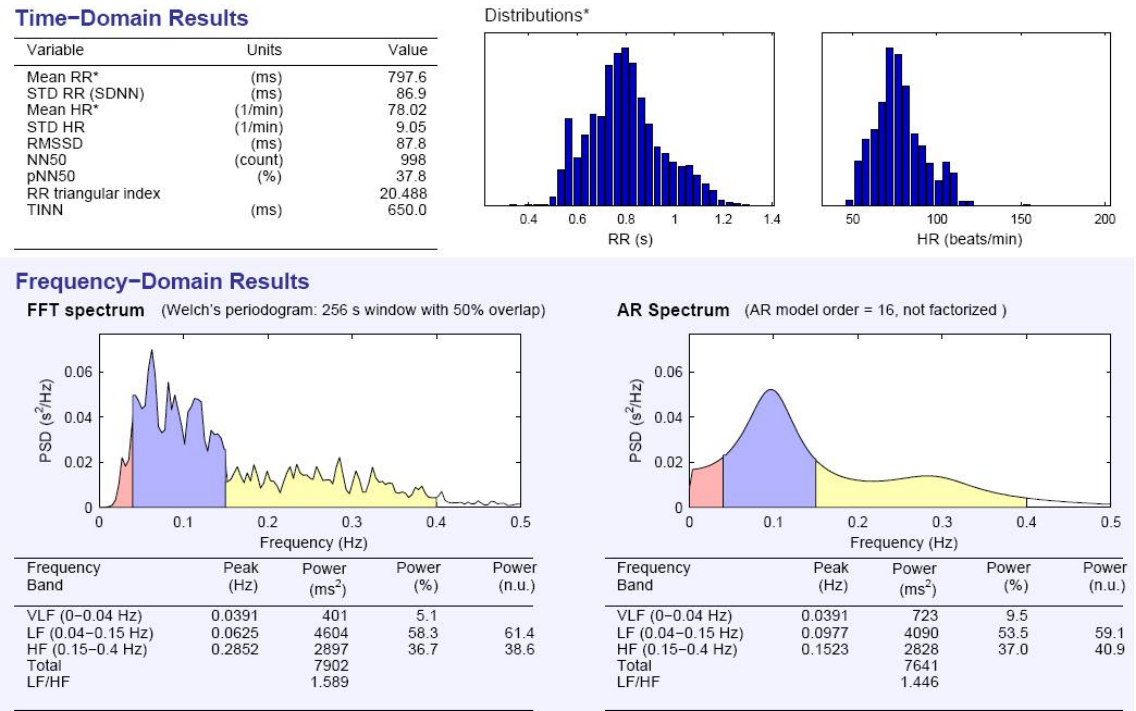 Time−Domain Results
Variable Units Value
Mean RR* (ms) 797.6
STD RR (SDNN) (ms) 86.9
Mean HR* (1/min) 78.02
STD HR (1/min) 9.05
RMSSD (ms) 87.8
NN50 (count) 998
pNN50 (%) 37.8
RR triangular index 20.488
TINN (ms) 650.0
Distributions*
0.4 0.6 0.8 1 1.2 1.4
RR (s)
50 100 150 200
HR (beats/min)
Frequency−Domain Results
FFT spectrum (Welch's periodogram: 256 s window with 50% overlap)
PSD (s²/Hz)
0.06
0.04
0.02
0
0 0.1 0.2 0.3 0.4 0.5
Frequency (Hz)
Frequency Peak Power Power Power
Band (Hz) (ms²) (%) (n.u.)
VLF (0−0.04 Hz) 0.0391 401 5.1
LF (0.04−0.15 Hz) 0.0625 4604 58.3 61.4
HF (0.15−0.4 Hz) 0.2852 2897 36.7 38.6
Total 7902
LF/HF 1.589
AR Spectrum (AR model order = 16, not factorized )
PSD (s²/Hz)
0.06
0.04
0.02
0
0 0.1 0.2 0.3 0.4 0.5
Frequency (Hz)
Frequency Peak Power Power Power
Band (Hz) (ms²) (%) (n.u.)
VLF (0−0.04 Hz) 0.0391 723 9.5
LF (0.04−0.15 Hz) 0.0977 4090 53.5 59.1
HF (0.15−0.4 Hz) 0.1523 2828 37.0 40.9
Total 7641
LF/HF 1.446